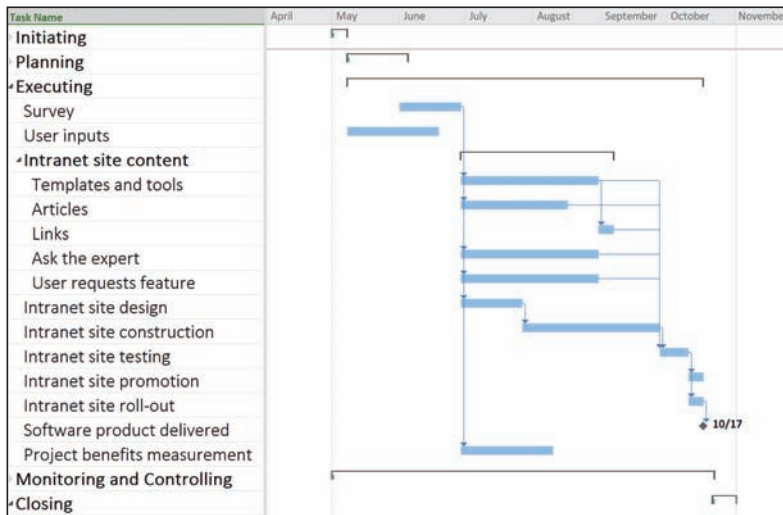 Task Name April May June July August September October November
Initiating
Planning
Executing
Survey
User inputs
Intranet site content
Templates and tools
Articles
Links
Ask the expert
User requests feature
Intranet site design
Intranet site construction
Intranet site testing
Intranet site promotion
Intranet site roll-out
Software product delivered 10/17
Project benefits measurement
Monitoring and Controlling
Closing